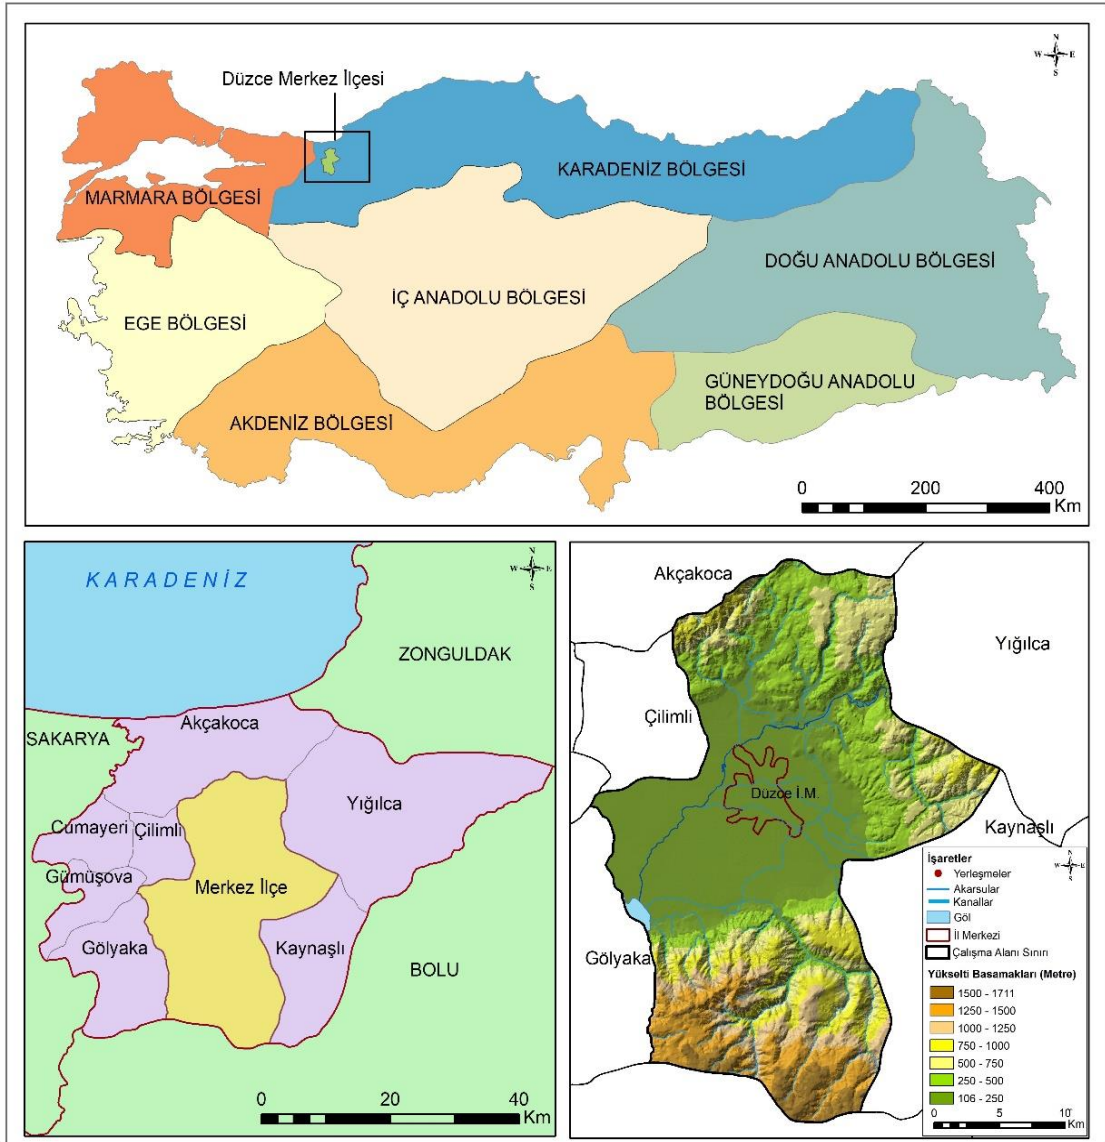 N
W E
S
Düzce Merkez İlçesi
KARADENİZ BÖLGESİ
MARMARA BÖLGESİ
DOĞU ANADOLU BÖLGESİ
İÇ ANADOLU BÖLGESİ
EGE BÖLGESİ
GÜNEYDOĞU ANADOLU
BÖLGESİ
AKDENİZ BÖLGESİ
0 200 400
Km
N
W E
S
KARADENİZ
ZONGULDAK
Akçakoca
SAKARYA
Yığılca
Cumayeri
Çilimli
Gümüşova
Merkez İlçe
Gölyaka
Kaynaşlı
BOLU
0 20 40
Km
N
W E
S
Akçakoca
Yığılca
Çilimli
Düzce İ.M.
Kaynaşlı
Gölyaka
İşaretler
N
W E
S
Yerleşmeler
Akarsular
Kanallar
Göl
İl Merkezi
Çalışma Alanı Sınırı
Yükselti Basamakları (Metre)
1500 - 1711
1250 - 1500
1000 - 1250
750 - 1000
500 - 750
250 - 500
106 - 250
0 5 10
Km